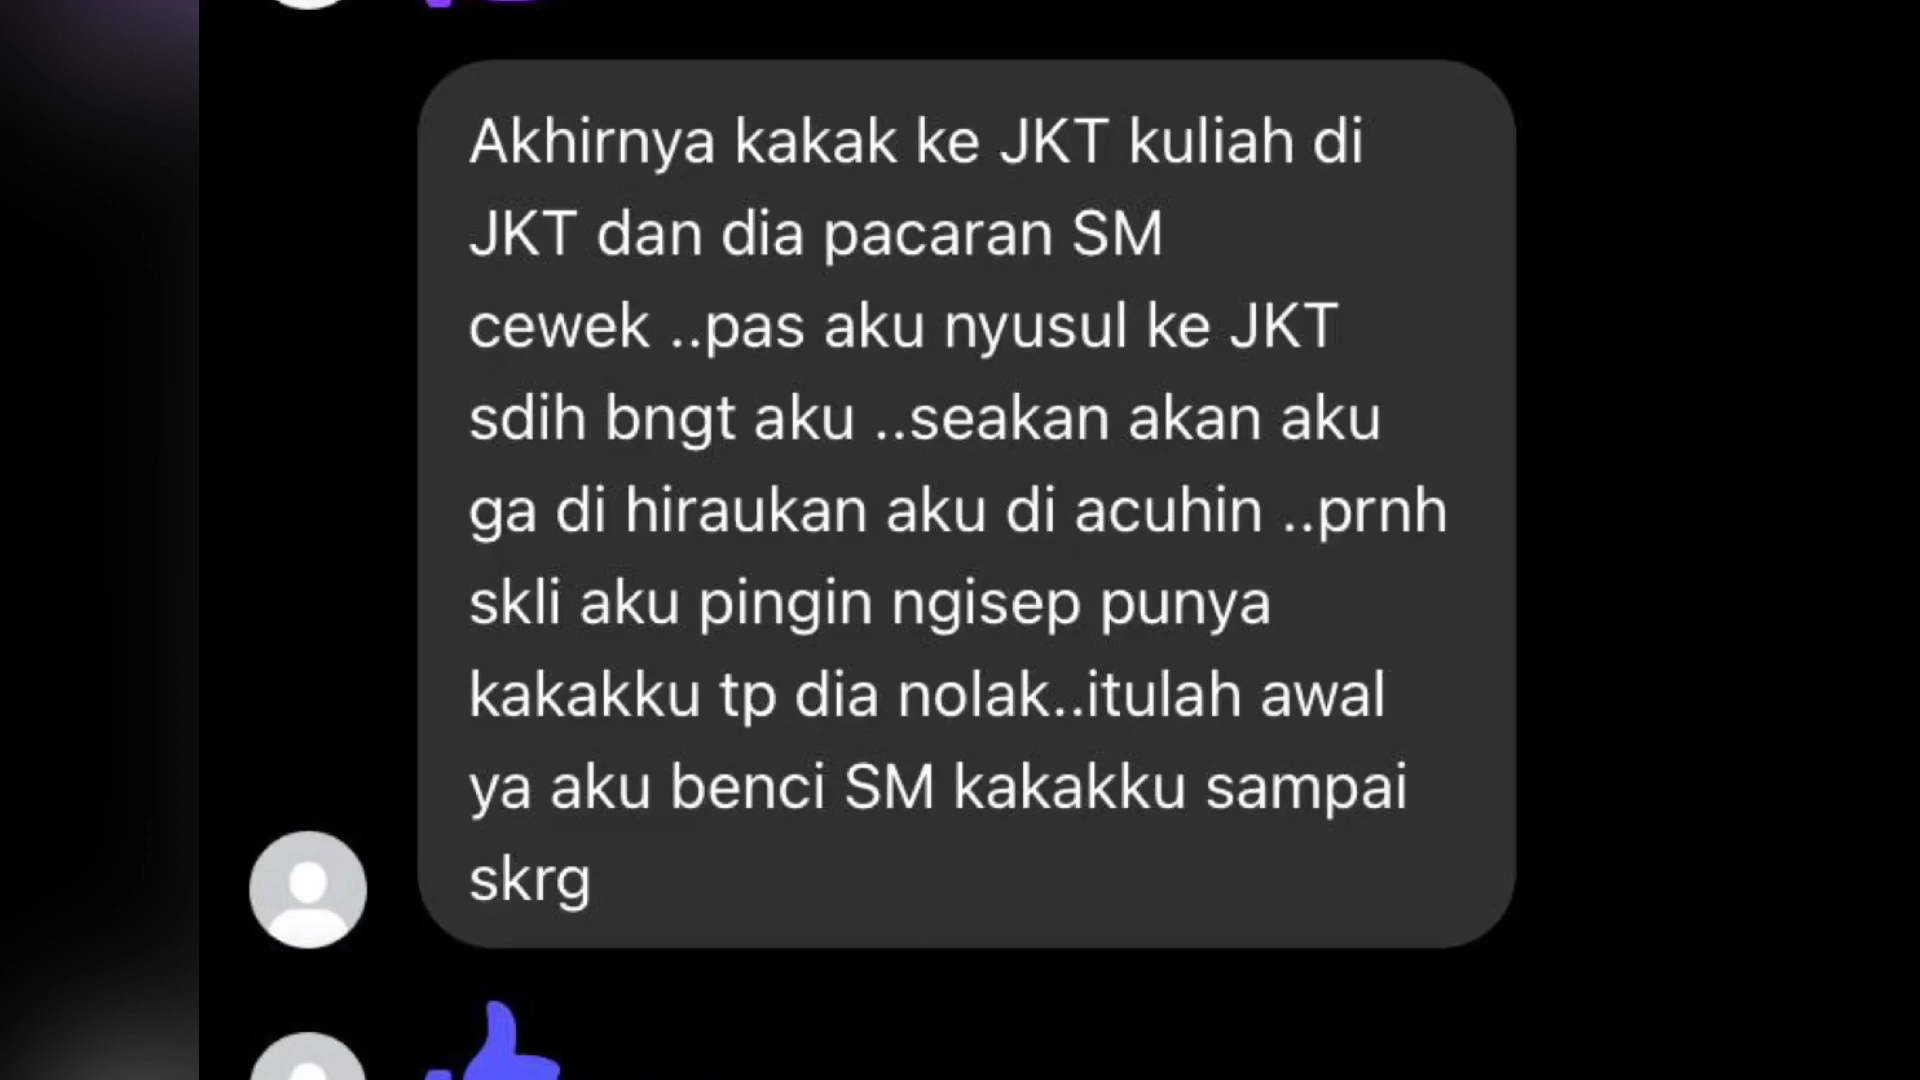 Akhirnya kakak ke JKT kuliah di
JKT dan dia pacaran SM
cewek ..pas aku nyusul ke JKT
sdih bngt aku ..seakan akan aku
ga di hiraukan aku di acuhin ..prnh
skli aku pingin ngisep punya
kakakku tp dia nolak..itulah awal
ya aku benci SM kakakku sampai
skrg